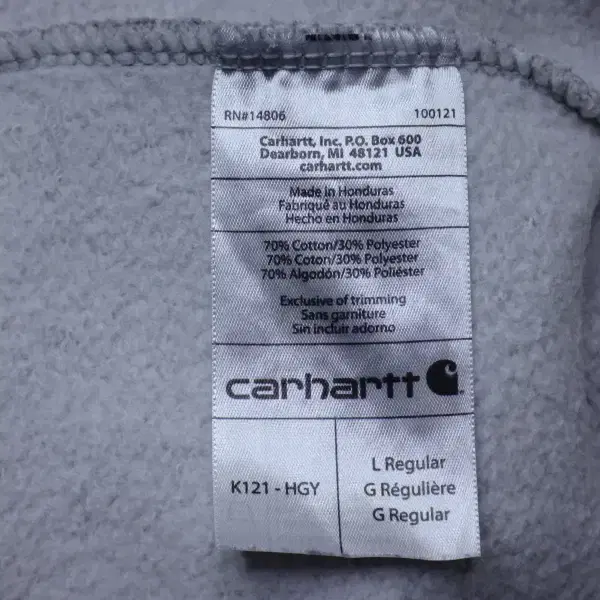 RN#14806 100121
Carhartt, Inc. P.O. Box 600
Dearborn, MI 48121 USA
carhartt.com
Made in Honduras
Fabriqué au Honduras
Hecho en Honduras
70% Cotton/30% Polyester
70% Coton/30% Polyester
70% Algodón/30% Poliéster
Exclusive of trimming
Sans garniture
Sin incluir adorno
carhartt
K121 - HGY
L Regular
G Régulière
G Regular